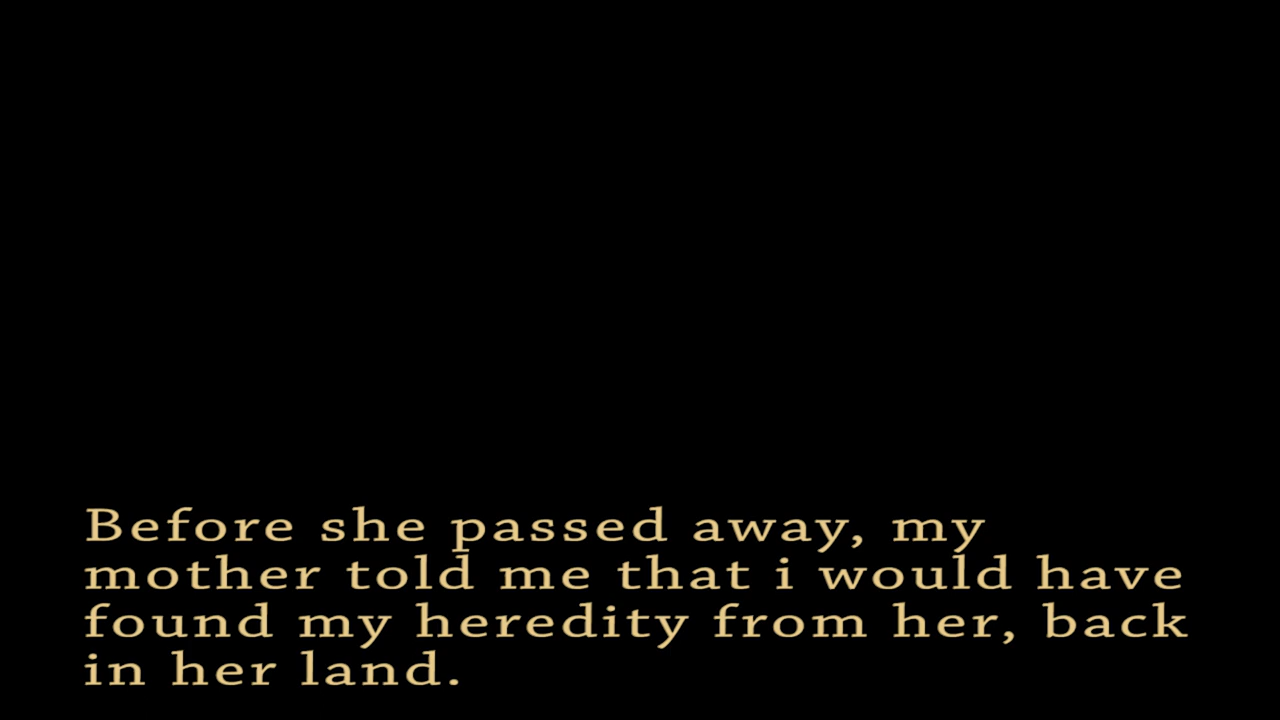 Before she passed away, my
mother told me that i would have
found my heredity from her, back
in her land.